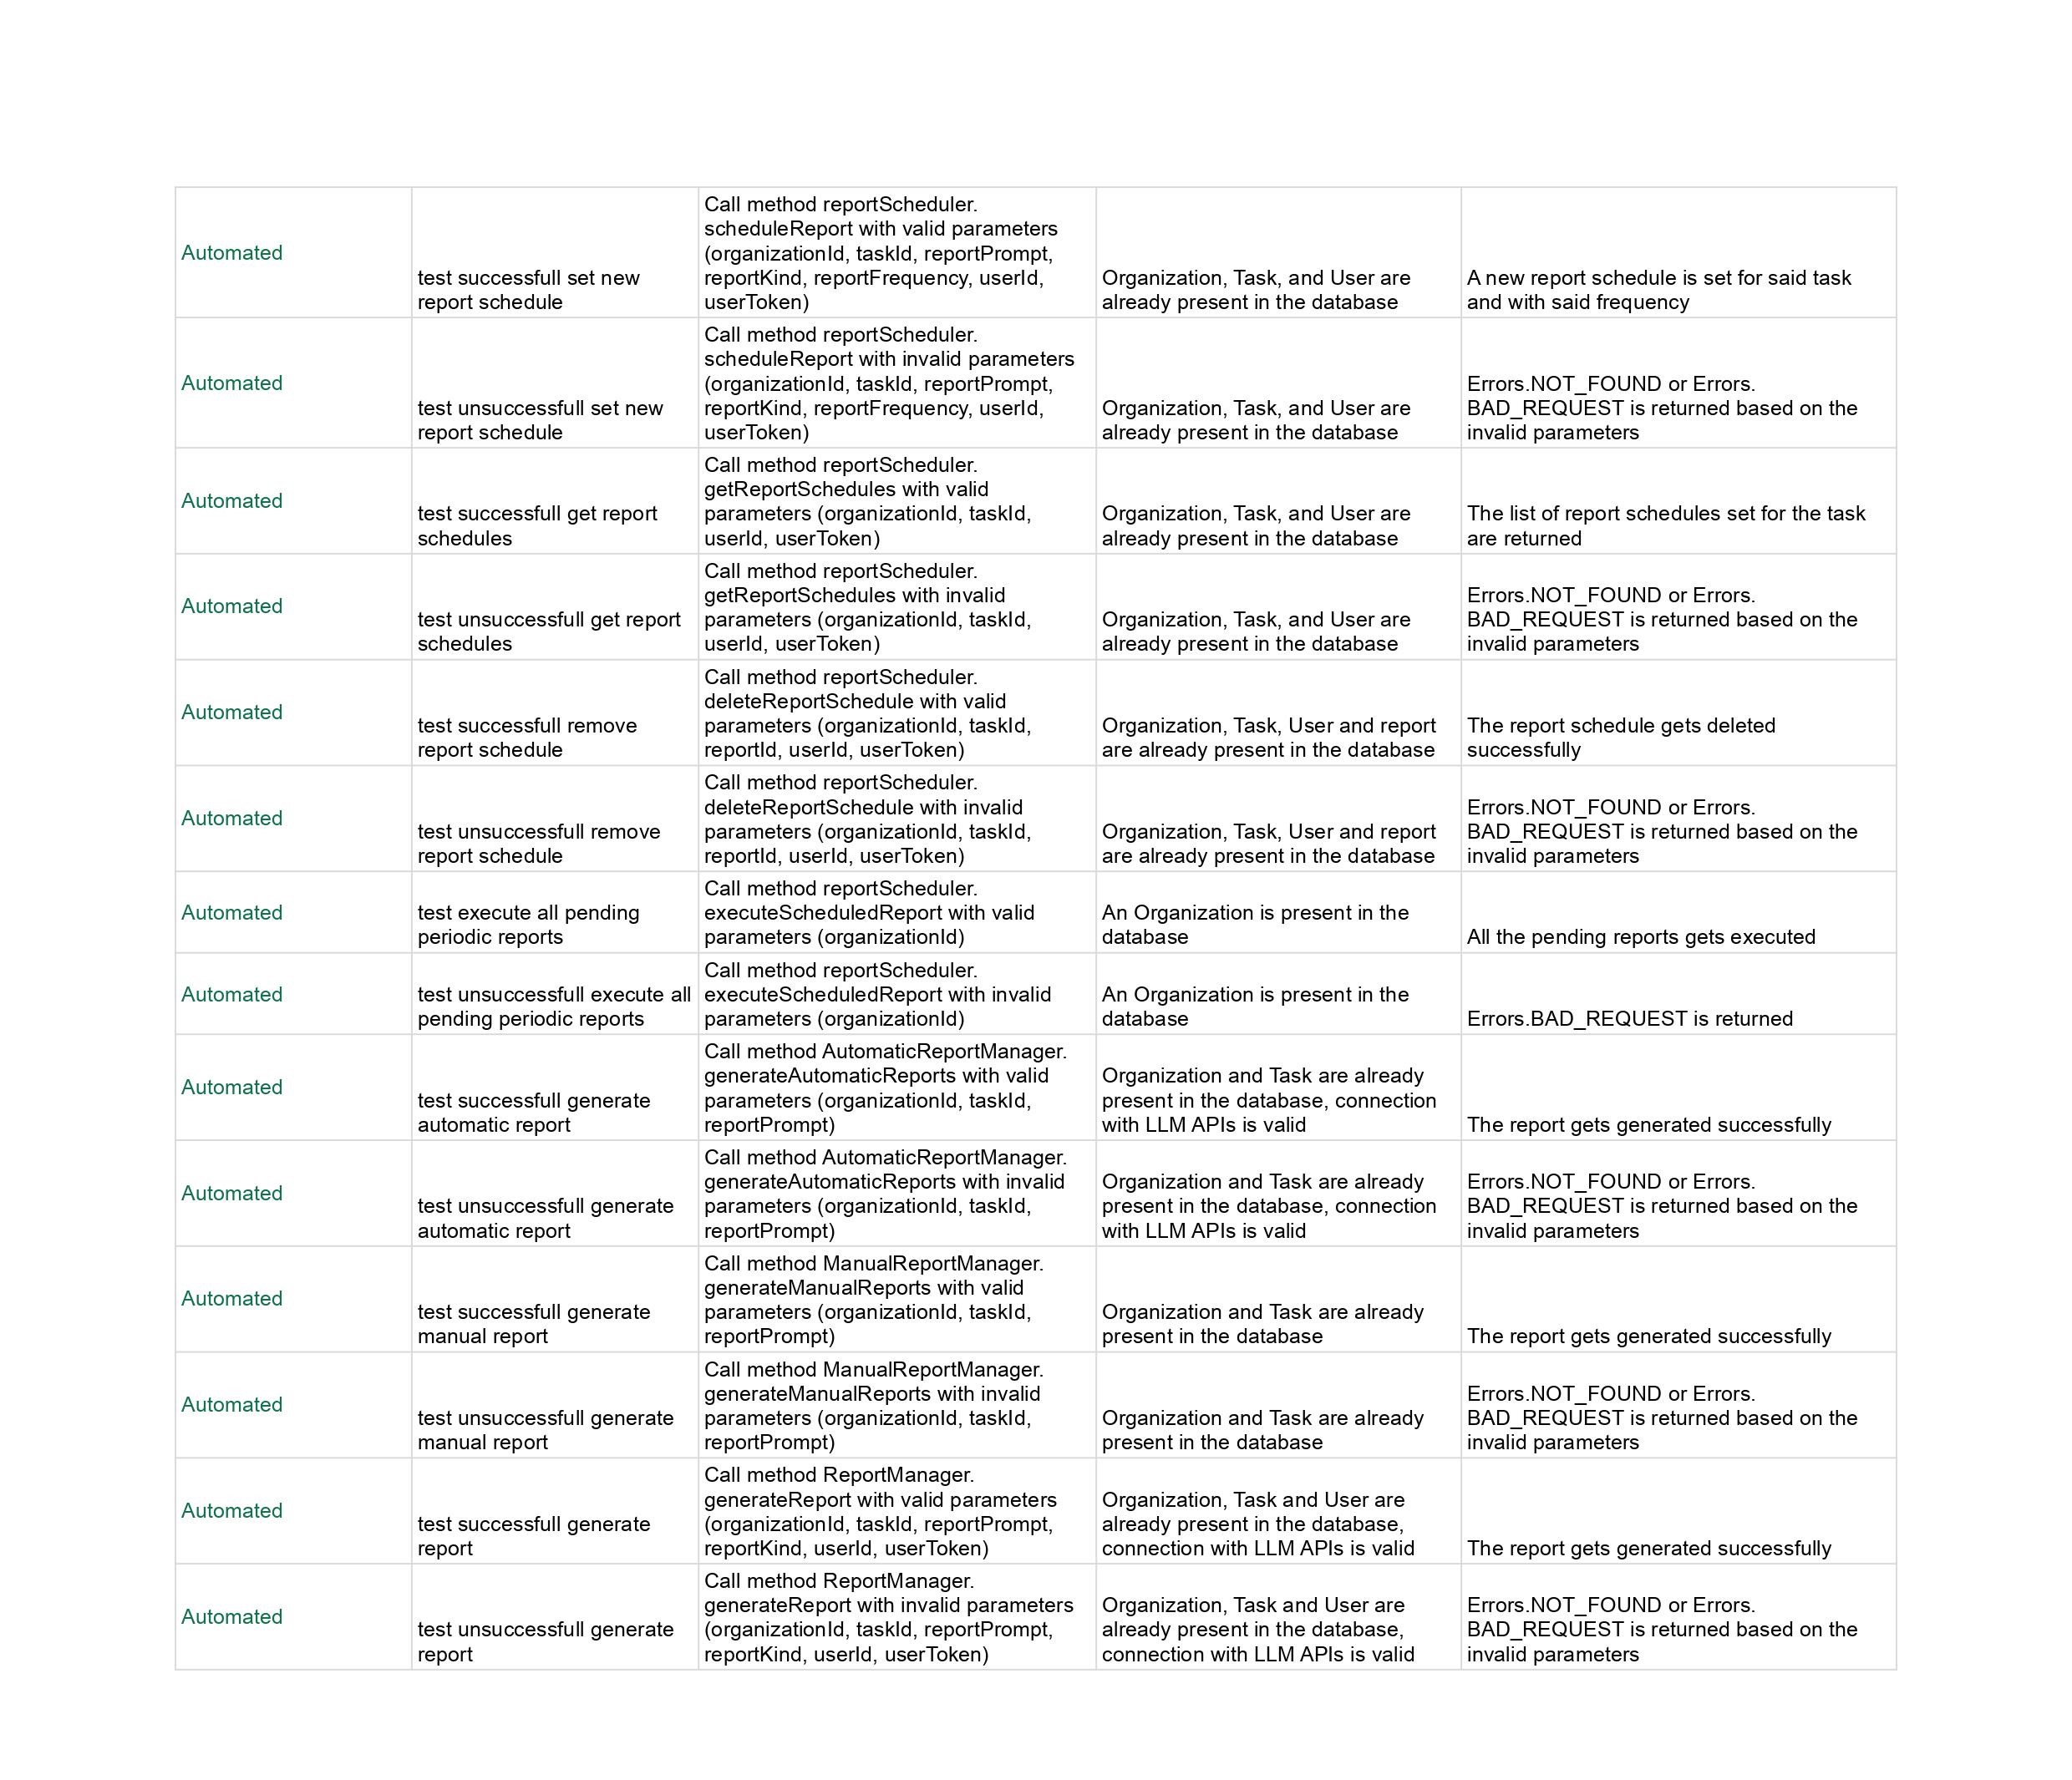 Automated
test successfull set new
report schedule
Call method reportScheduler.
scheduleReport with valid parameters
(organizationId, taskId, reportPrompt,
reportKind, reportFrequency, userId,
userToken)
Organization, Task, and User are
already present in the database
A new report schedule is set for said task
and with said frequency
Automated
test unsuccessfull set new
report schedule
Call method reportScheduler.
scheduleReport with invalid parameters
(organizationId, taskId, reportPrompt,
reportKind, reportFrequency, userId,
userToken)
Organization, Task, and User are
already present in the database
Errors.NOT_FOUND or Errors.
BAD_REQUEST is returned based on the
invalid parameters
Automated
test successfull get report
schedules
Call method reportScheduler.
getReportSchedules with valid
parameters (organizationId, taskId,
userId, userToken)
Organization, Task, and User are
already present in the database
The list of report schedules set for the task
are returned
Automated
test unsuccessfull get report
schedules
Call method reportScheduler.
getReportSchedules with invalid
parameters (organizationId, taskId,
userId, userToken)
Organization, Task, and User are
already present in the database
Errors.NOT_FOUND or Errors.
BAD_REQUEST is returned based on the
invalid parameters
Automated
test successfull remove
report schedule
Call method reportScheduler.
deleteReportSchedule with valid
parameters (organizationId, taskId,
reportId, userId, userToken)
Organization, Task, User and report
are already present in the database
The report schedule gets deleted
successfully
Automated
test unsuccessfull remove
report schedule
Call method reportScheduler.
deleteReportSchedule with invalid
parameters (organizationId, taskId,
reportId, userId, userToken)
Organization, Task, User and report
are already present in the database
Errors.NOT_FOUND or Errors.
BAD_REQUEST is returned based on the
invalid parameters
Automated
test execute all pending
periodic reports
Call method reportScheduler.
executeScheduledReport with valid
parameters (organizationId)
An Organization is present in the
database
All the pending reports gets executed
Automated
test unsuccessfull execute all
pending periodic reports
Call method reportScheduler.
executeScheduledReport with invalid
parameters (organizationId)
An Organization is present in the
database
Errors.BAD_REQUEST is returned
Automated
test successfull generate
automatic report
Call method AutomaticReportManager.
generateAutomaticReports with valid
parameters (organizationId, taskId,
reportPrompt)
Organization and Task are already
present in the database, connection
with LLM APIs is valid
The report gets generated successfully
Automated
test unsuccessfull generate
automatic report
Call method AutomaticReportManager.
generateAutomaticReports with invalid
parameters (organizationId, taskId,
reportPrompt)
Organization and Task are already
present in the database, connection
with LLM APIs is valid
Errors.NOT_FOUND or Errors.
BAD_REQUEST is returned based on the
invalid parameters
Automated
test successfull generate
manual report
Call method ManualReportManager.
generateManualReports with valid
parameters (organizationId, taskId,
reportPrompt)
Organization and Task are already
present in the database
The report gets generated successfully
Automated
test unsuccessfull generate
manual report
Call method ManualReportManager.
generateManualReports with invalid
parameters (organizationId, taskId,
reportPrompt)
Organization and Task are already
present in the database
Errors.NOT_FOUND or Errors.
BAD_REQUEST is returned based on the
invalid parameters
Automated
test successfull generate
report
Call method ReportManager.
generateReport with valid parameters
(organizationId, taskId, reportPrompt,
reportKind, userId, userToken)
Organization, Task and User are
already present in the database,
connection with LLM APIs is valid
The report gets generated successfully
Automated
test unsuccessfull generate
report
Call method ReportManager.
generateReport with invalid parameters
(organizationId, taskId, reportPrompt,
reportKind, userId, userToken)
Organization, Task and User are
already present in the database,
connection with LLM APIs is valid
Errors.NOT_FOUND or Errors.
BAD_REQUEST is returned based on the
invalid parameters